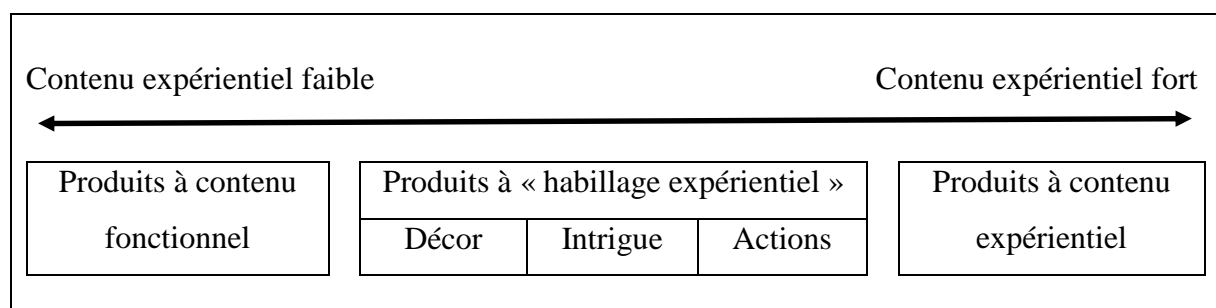 Contenu expérientiel faible
Contenu expérientiel fort
Produits à contenu
fonctionnel
Produits à « habillage expérientiel »
Décor
Intrigue
Actions
Produits à contenu
expérientiel